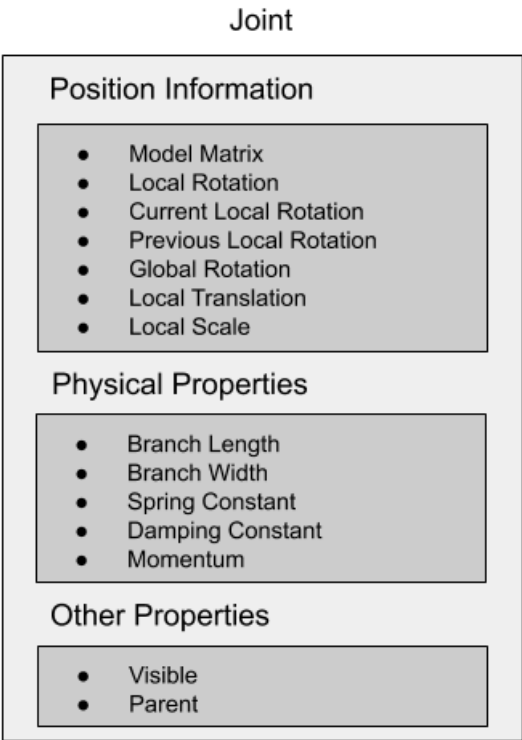 Joint
Position Information
● Model Matrix
● Local Rotation
● Current Local Rotation
● Previous Local Rotation
● Global Rotation
● Local Translation
● Local Scale
Physical Properties
● Branch Length
● Branch Width
● Spring Constant
● Damping Constant
● Momentum
Other Properties
● Visible
● Parent